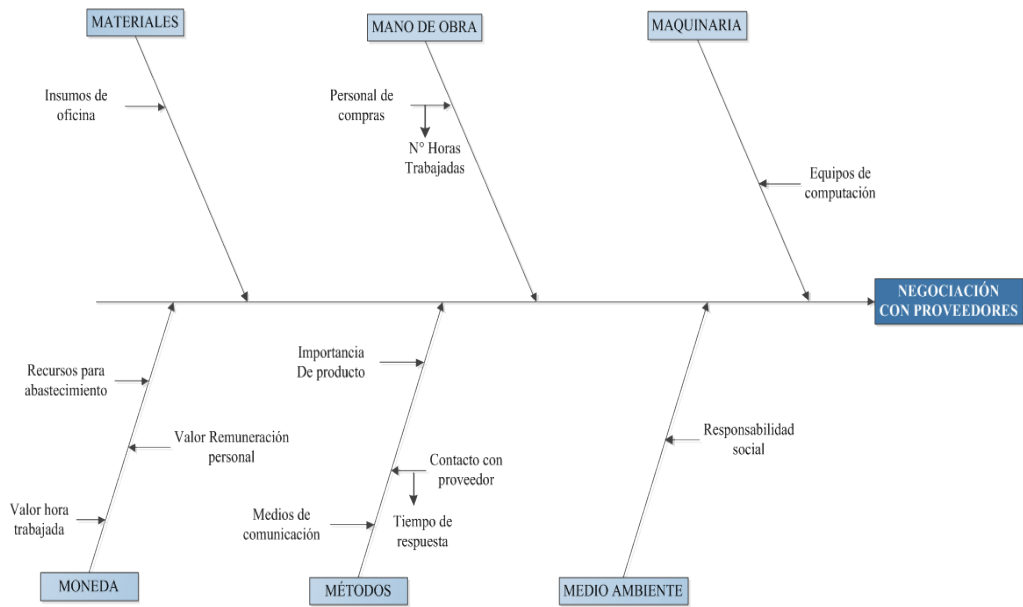 MATERIALES
MANO DE OBRA
MAQUINARIA
Insumos de
oficina
Personal de
compras
N° Horas
Trabajadas
Equipos de
computación
NEGOCIACIÓN
CON PROVEEDORES
Recursos para
abastecimiento
Valor Remuneración
personal
Valor hora
trabajada
Importancia
De producto
Contacto con
proveedor
Medios de
comunicación
Tiempo de
respuesta
Responsabilidad
social
MONEDA
MÉTODOS
MEDIO AMBIENTE